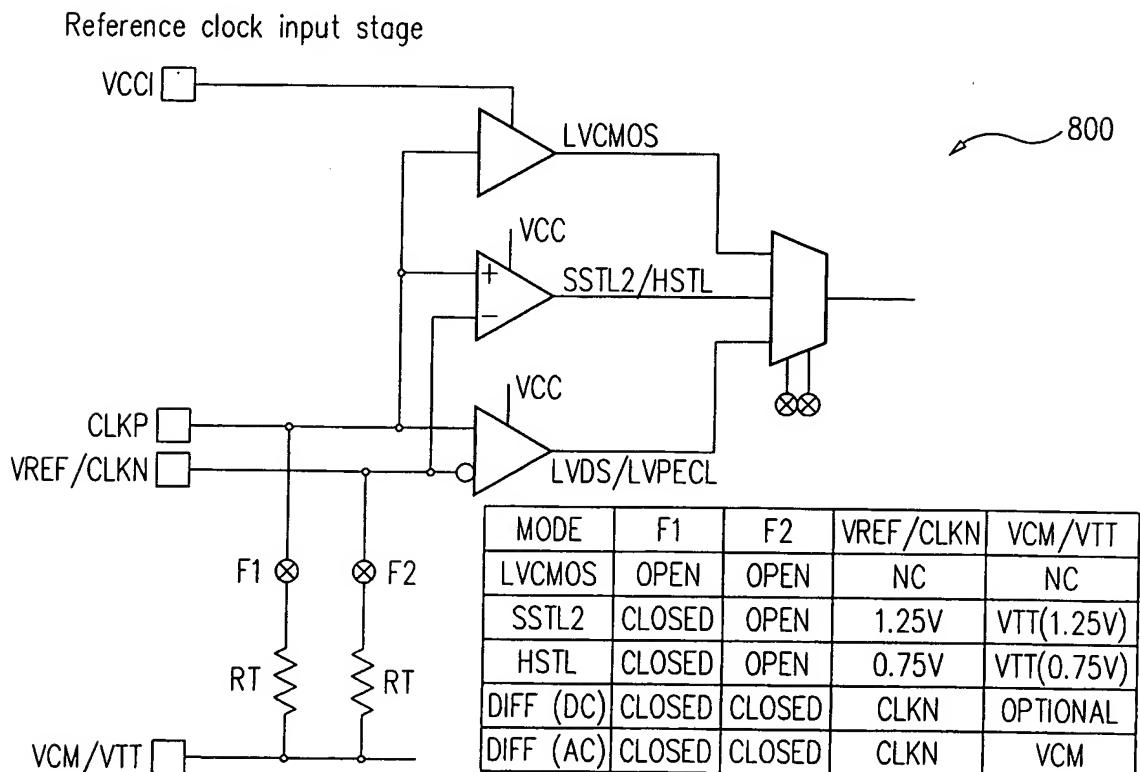 Reference clock input stage
VCCI
LVCMOS
800
VCC
+
SSTL2/HSTL
−
VCC
CLKP
VREF/CLKN
LVDS/LVPECL
F1
F2
RT
RT
VCM/VTT
MODE F1 F2 VREF/CLKN VCM/VTT
LVCMOS OPEN OPEN NC NC
SSTL2 CLOSED OPEN 1.25V VTT(1.25V)
HSTL CLOSED OPEN 0.75V VTT(0.75V)
DIFF (DC) CLOSED CLOSED CLKN OPTIONAL
DIFF (AC) CLOSED CLOSED CLKN VCM